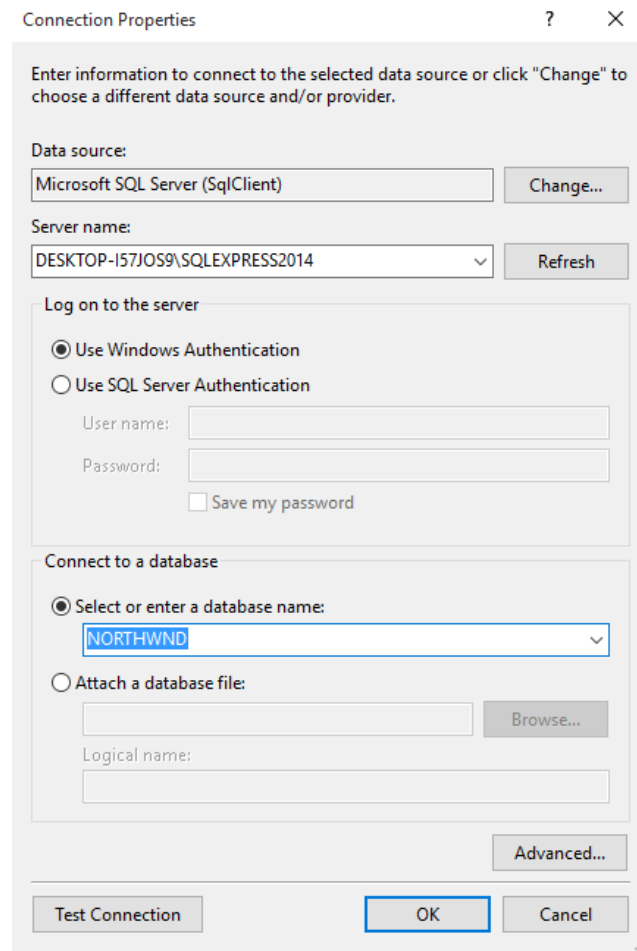 Connection Properties ? ×
Enter information to connect to the selected data source or click "Change" to
choose a different data source and/or provider.
Data source:
Microsoft SQL Server (SqlClient) Change...
Server name:
DESKTOP-I57JOS9\SQLEXPRESS2014 Refresh
Log on to the server
Use Windows Authentication
Use SQL Server Authentication
User name:
Password:
Save my password
Connect to a database
Select or enter a database name:
NORTHWND
Attach a database file:
Browse...
Logical name:
Advanced...
Test Connection OK Cancel